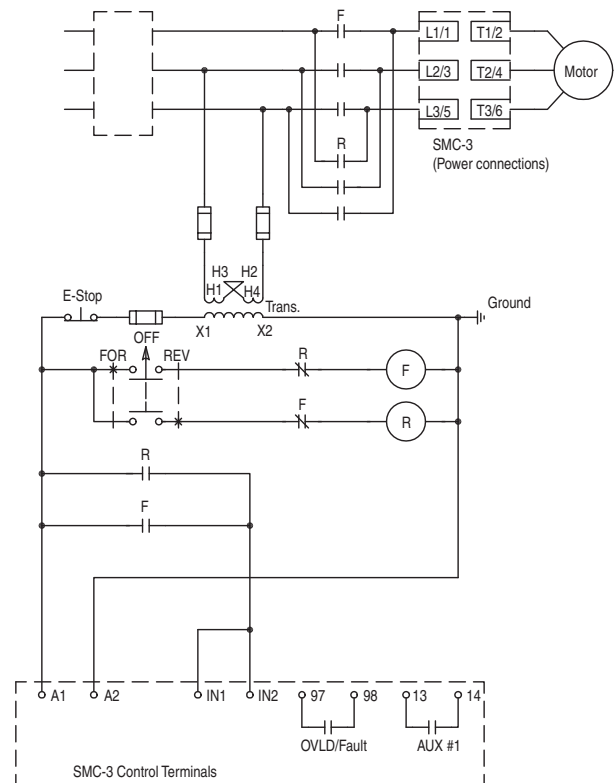 F
L1/1 T1/2
L2/3 T2/4 Motor
L3/5 T3/6
R
SMC-3
(Power connections)
H3 H2
H1 H4
E-Stop Trans. Ground
X1 X2
OFF
FOR REV R
F
F
R
R
F
A1 A2 IN1 IN2 97 98 13 14
OVLD/Fault AUX #1
SMC-3 Control Terminals